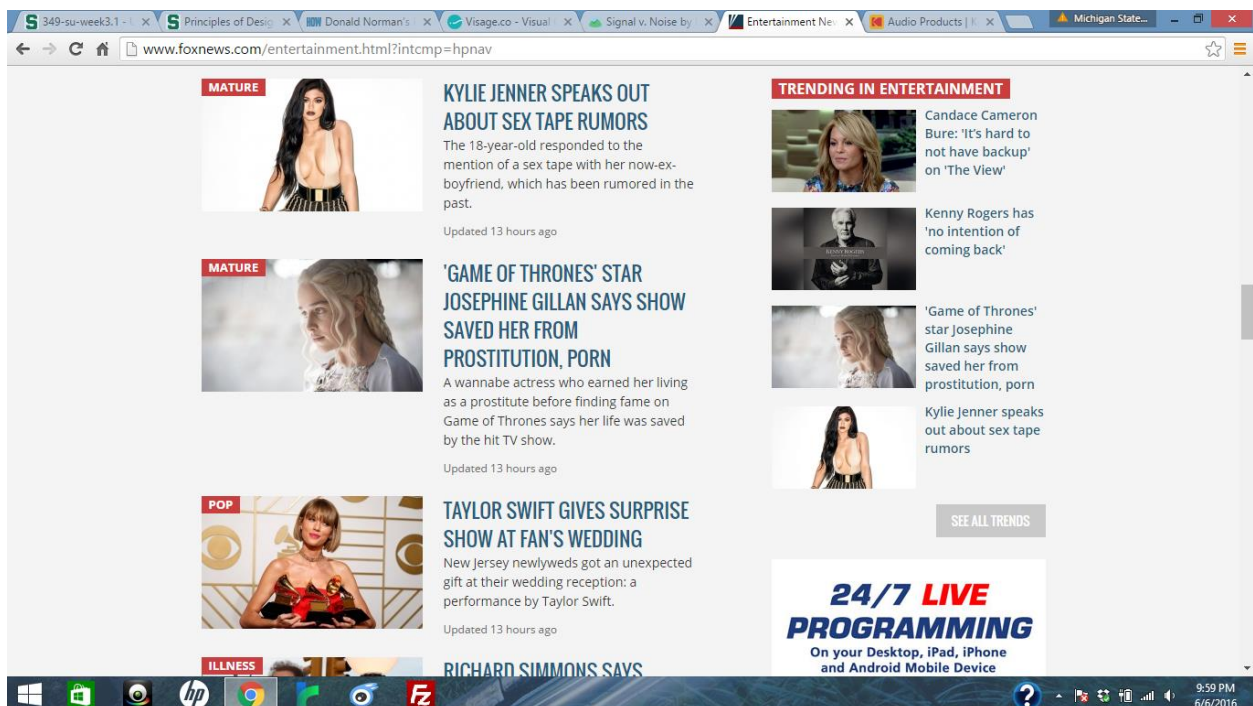 349-su-week3.1 -
Principles of Desig
HOW Donald Norman's
Visage.co - Visual
Signal v. Noise by
Entertainment Nev
Audio Products |
Michigan State...
www.foxnews.com/entertainment.html?intcmp=hpnav
MATURE
KYLIE JENNER SPEAKS OUT
ABOUT SEX TAPE RUMORS
The 18-year-old responded to the
mention of a sex tape with her now-ex-
boyfriend, which has been rumored in the
past.
Updated 13 hours ago
MATURE
'GAME OF THRONES' STAR
JOSEPHINE GILLAN SAYS SHOW
SAVED HER FROM
PROSTITUTION, PORN
A wannabe actress who earned her living
as a prostitute before finding fame on
Game of Thrones says her life was saved
by the hit TV show.
Updated 13 hours ago
POP
TAYLOR SWIFT GIVES SURPRISE
SHOW AT FAN'S WEDDING
New Jersey newlyweds got an unexpected
gift at their wedding reception: a
performance by Taylor Swift.
Updated 13 hours ago
ILLNESS
RICHARD SIMMONS SAYS
TRENDING IN ENTERTAINMENT
Candace Cameron
Bure: 'It's hard to
not have backup'
on 'The View'
KENNY ROGERS
Kenny Rogers has
'no intention of
coming back'
'Game of Thrones'
star Josephine
Gillan says show
saved her from
prostitution, porn
Kylie Jenner speaks
out about sex tape
rumors
SEE ALL TRENDS
24/7 LIVE
PROGRAMMING
On your Desktop, iPad, iPhone
and Android Mobile Device
hp
Fz
9:59 PM
6/6/2016